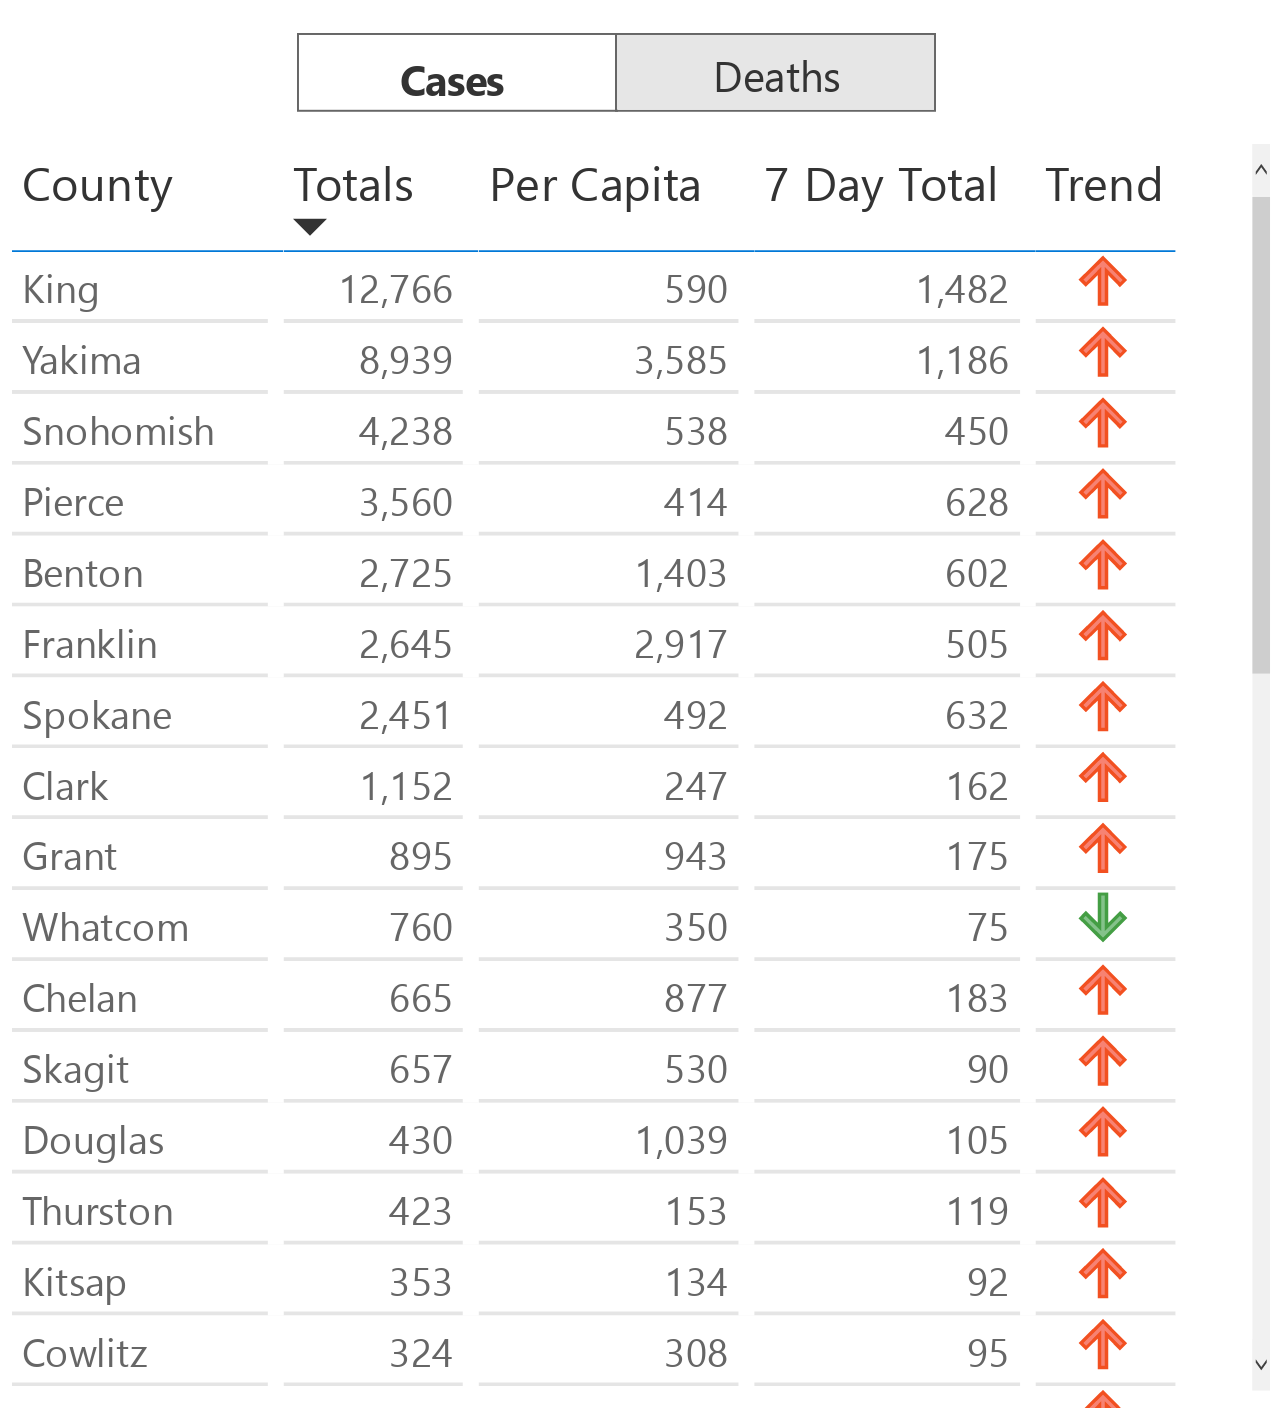 Cases Deaths
County Totals Per Capita 7 Day Total Trend
King 12,766 590 1,482
Yakima 8,939 3,585 1,186
Snohomish 4,238 538 450
Pierce 3,560 414 628
Benton 2,725 1,403 602
Franklin 2,645 2,917 505
Spokane 2,451 492 632
Clark 1,152 247 162
Grant 895 943 175
Whatcom 760 350 75
Chelan 665 877 183
Skagit 657 530 90
Douglas 430 1,039 105
Thurston 423 153 119
Kitsap 353 134 92
Cowlitz 324 308 95